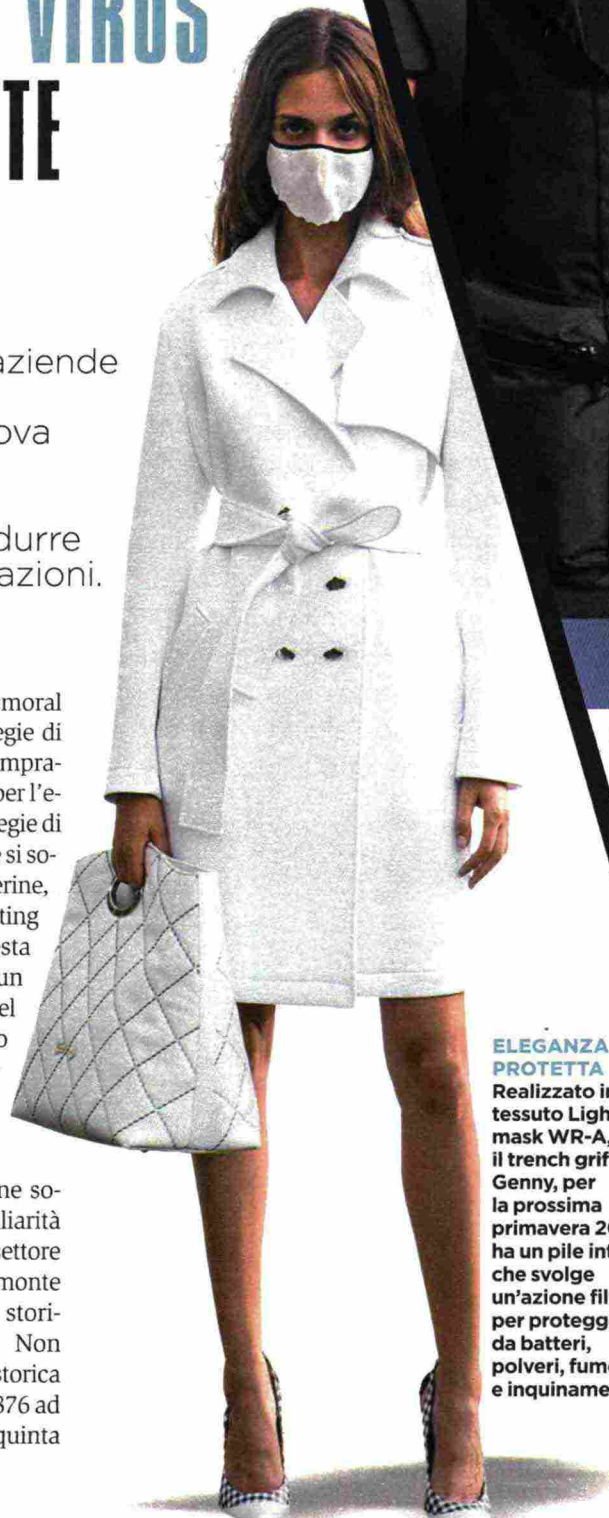 VIRUS
TE
aziende
ova
durre
azioni.
moral
egie di
mpra-
per l'e-
egie di
e si so-
erine,
ting
esta
un
el
o
ne so-
liarità
settore
monte
stori-
Non
storica
876 ad
quinta
ELEGANZA
PROTETTA
Realizzato in
tessuto Ligh
mask WR-A,
il trench grif
Genny, per
la prossima
primavera 20
ha un pile int
che svolge
un'azione fil
per protegg
da batteri,
polveri, fumo
e inquiname